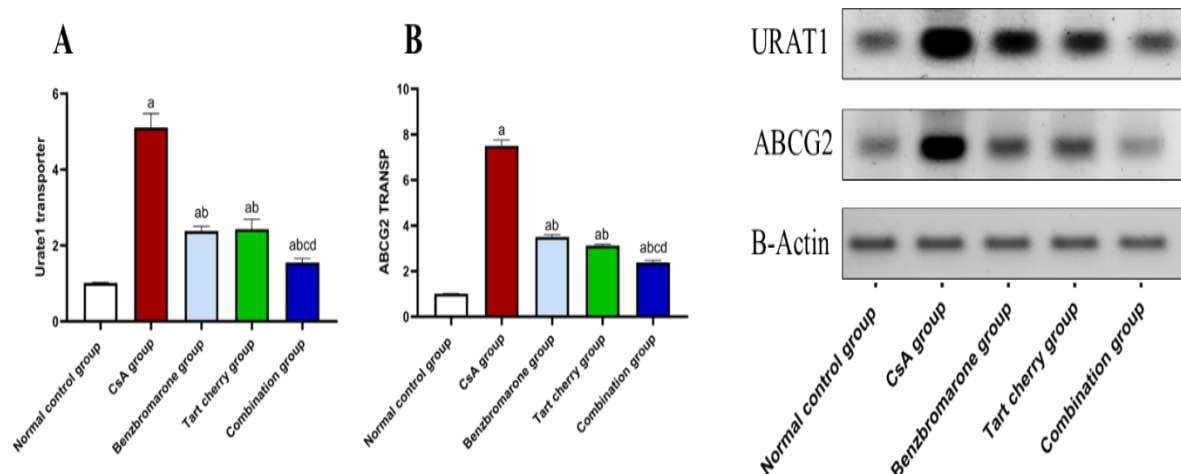 A
Urate1 transporter
6
4
2
0
a
ab
ab
abcd
Normal control group
CsA group
Benzbromarone group
Tart cherry group
Combination group
B
ABCG2 TRANSP
10
8
6
4
2
0
a
ab
ab
abcd
Normal control group
CsA group
Benzbromarone group
Tart cherry group
Combination group
URAT1
ABCG2
B-Actin
Normal control group
CsA group
Benzbromarone group
Tart cherry group
Combination group